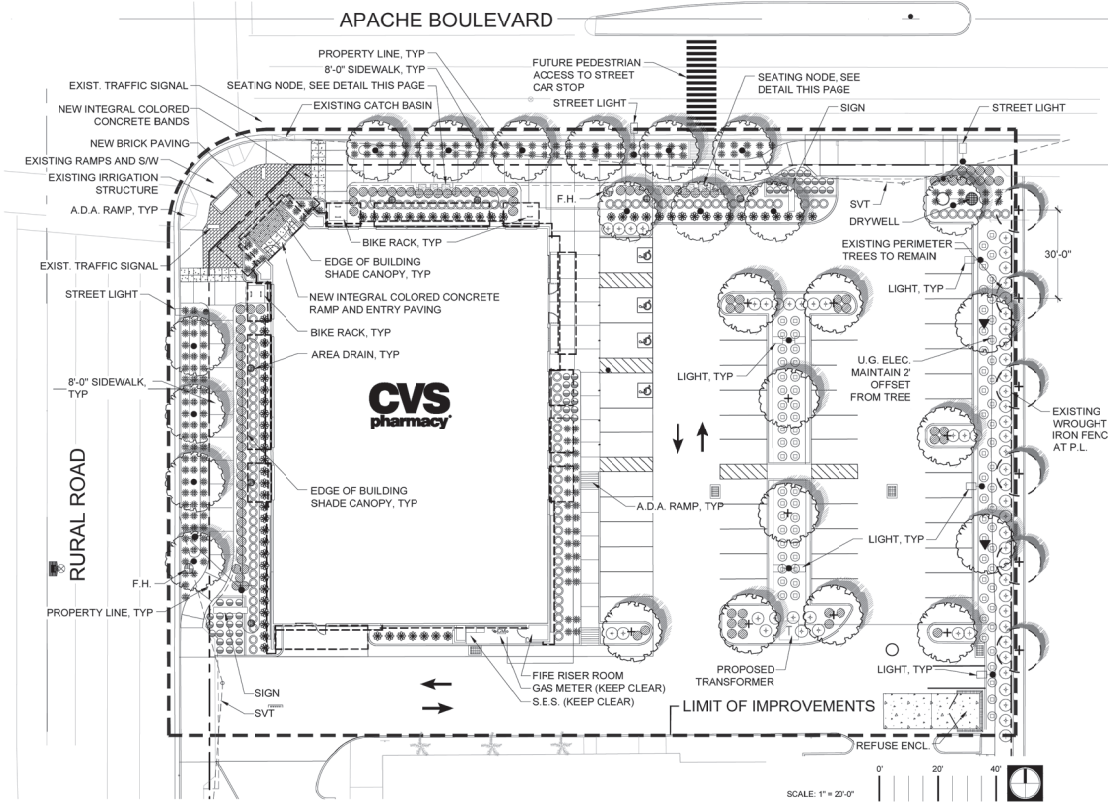 APACHE BOULEVARD
PROPERTY LINE, TYP
8'-0" SIDEWALK, TYP
SEATING NODE, SEE DETAIL THIS PAGE
EXISTING CATCH BASIN
EXIST. TRAFFIC SIGNAL
NEW INTEGRAL COLORED
CONCRETE BANDS
NEW BRICK PAVING
EXISTING RAMPS AND S/W
EXISTING IRRIGATION
STRUCTURE
A.D.A. RAMP, TYP
EXIST. TRAFFIC SIGNAL
STREET LIGHT
8'-0" SIDEWALK,
TYP
RURAL ROAD
F.H.
PROPERTY LINE, TYP
FUTURE PEDESTRIAN
ACCESS TO STREET
CAR STOP
STREET LIGHT
SEATING NODE, SEE
DETAIL THIS PAGE
SIGN
STREET LIGHT
F.H.
SVT
DRYWELL
EXISTING PERIMETER
TREES TO REMAIN
LIGHT, TYP
30'-0"
BIKE RACK, TYP
EDGE OF BUILDING
SHADE CANOPY, TYP
NEW INTEGRAL COLORED CONCRETE
RAMP AND ENTRY PAVING
BIKE RACK, TYP
AREA DRAIN, TYP
CVS
pharmacy
EDGE OF BUILDING
SHADE CANOPY, TYP
LIGHT, TYP
U.G. ELEC.
MAINTAIN 2'
OFFSET
FROM TREE
EXISTING
WROUGHT
IRON FENC
AT P.L.
A.D.A. RAMP, TYP
LIGHT, TYP
T
PROPOSED
TRANSFORMER
LIGHT, TYP
FIFE RISER ROOM
GAS METER (KEEP CLEAR)
S.E.S. (KEEP CLEAR)
SIGN
SVT
LIMIT OF IMPROVEMENTS
REFUSE ENCL.
0' 20' 40'
SCALE: 1" = 20'-0"